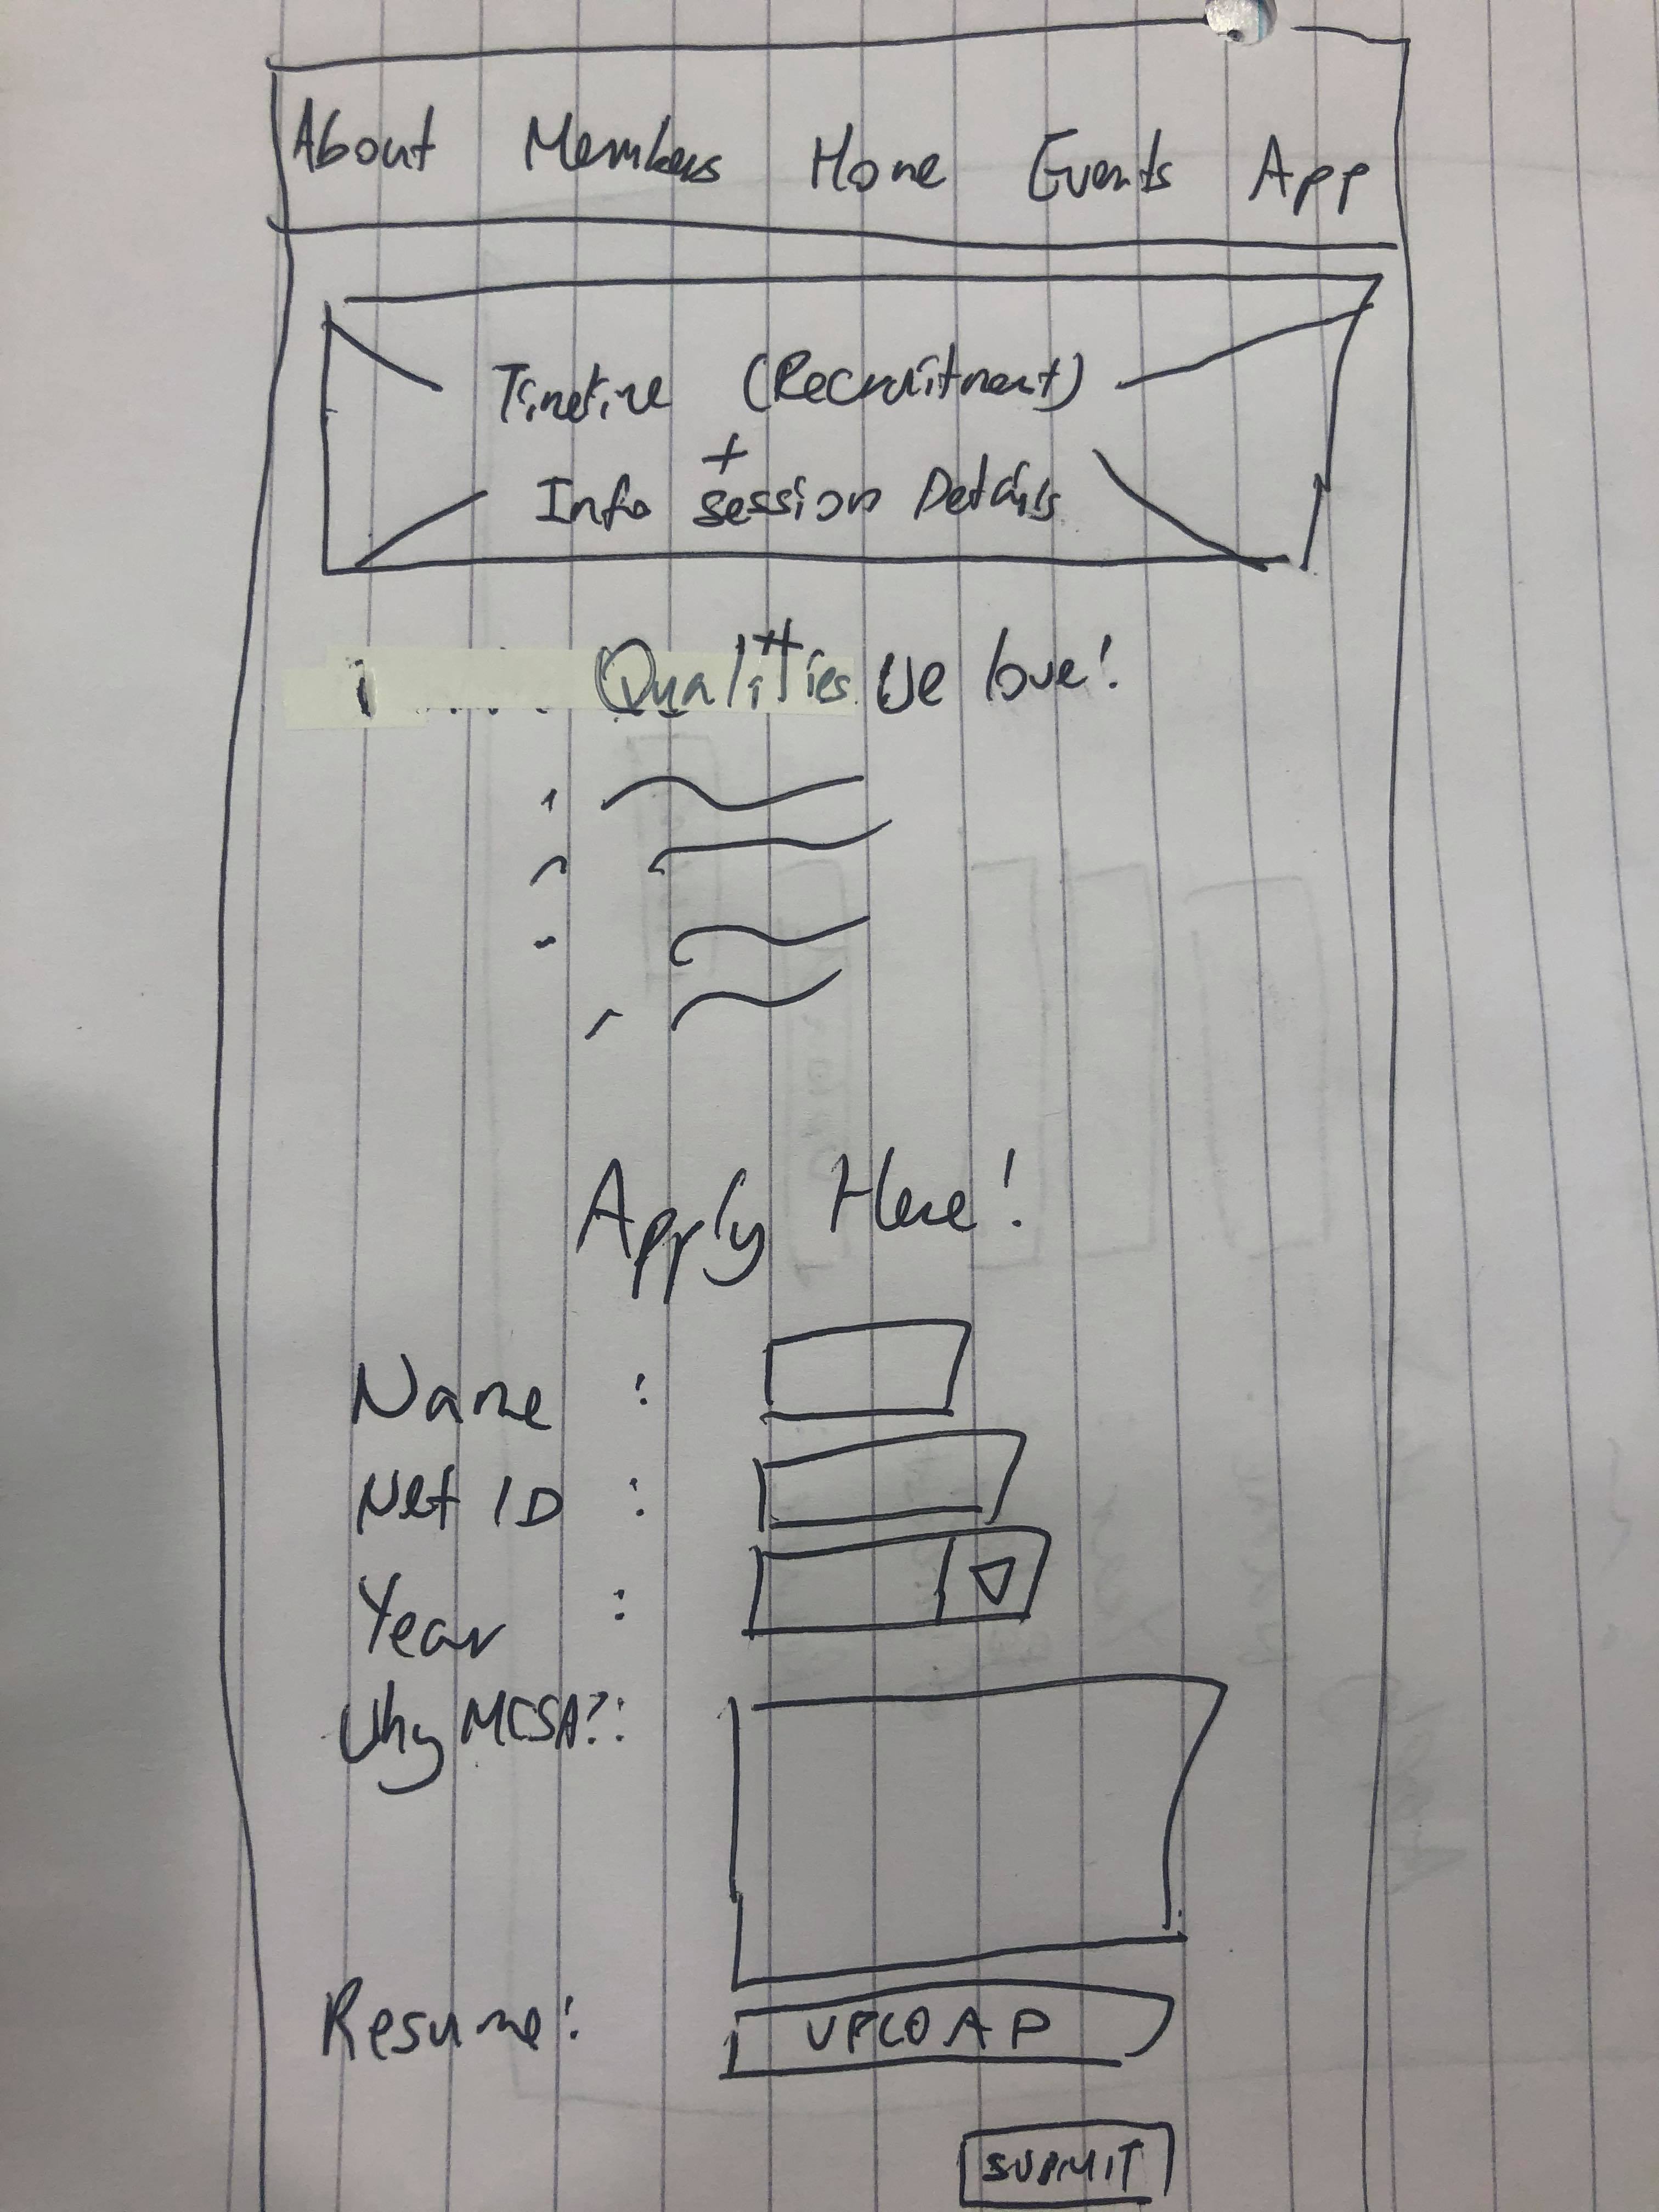 About Members Home Events App
Timeline (Recruitment)
+
Info session Details
Qualities We love!
Apply Here!
Name :
Net ID :
Year :
Why MCSA?:
Resume:
UPLOAD
SUBMIT